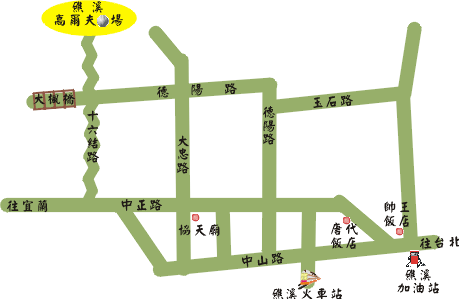 礁溪
高爾夫球場
大槺橋
德陽路
玉石路
德陽路
十六結路
大忠路
往宜蘭
中正路
帥王
飯店
協天廟
唐代
飯店
往台北
中山路
礁溪火車站
礁溪
加油站